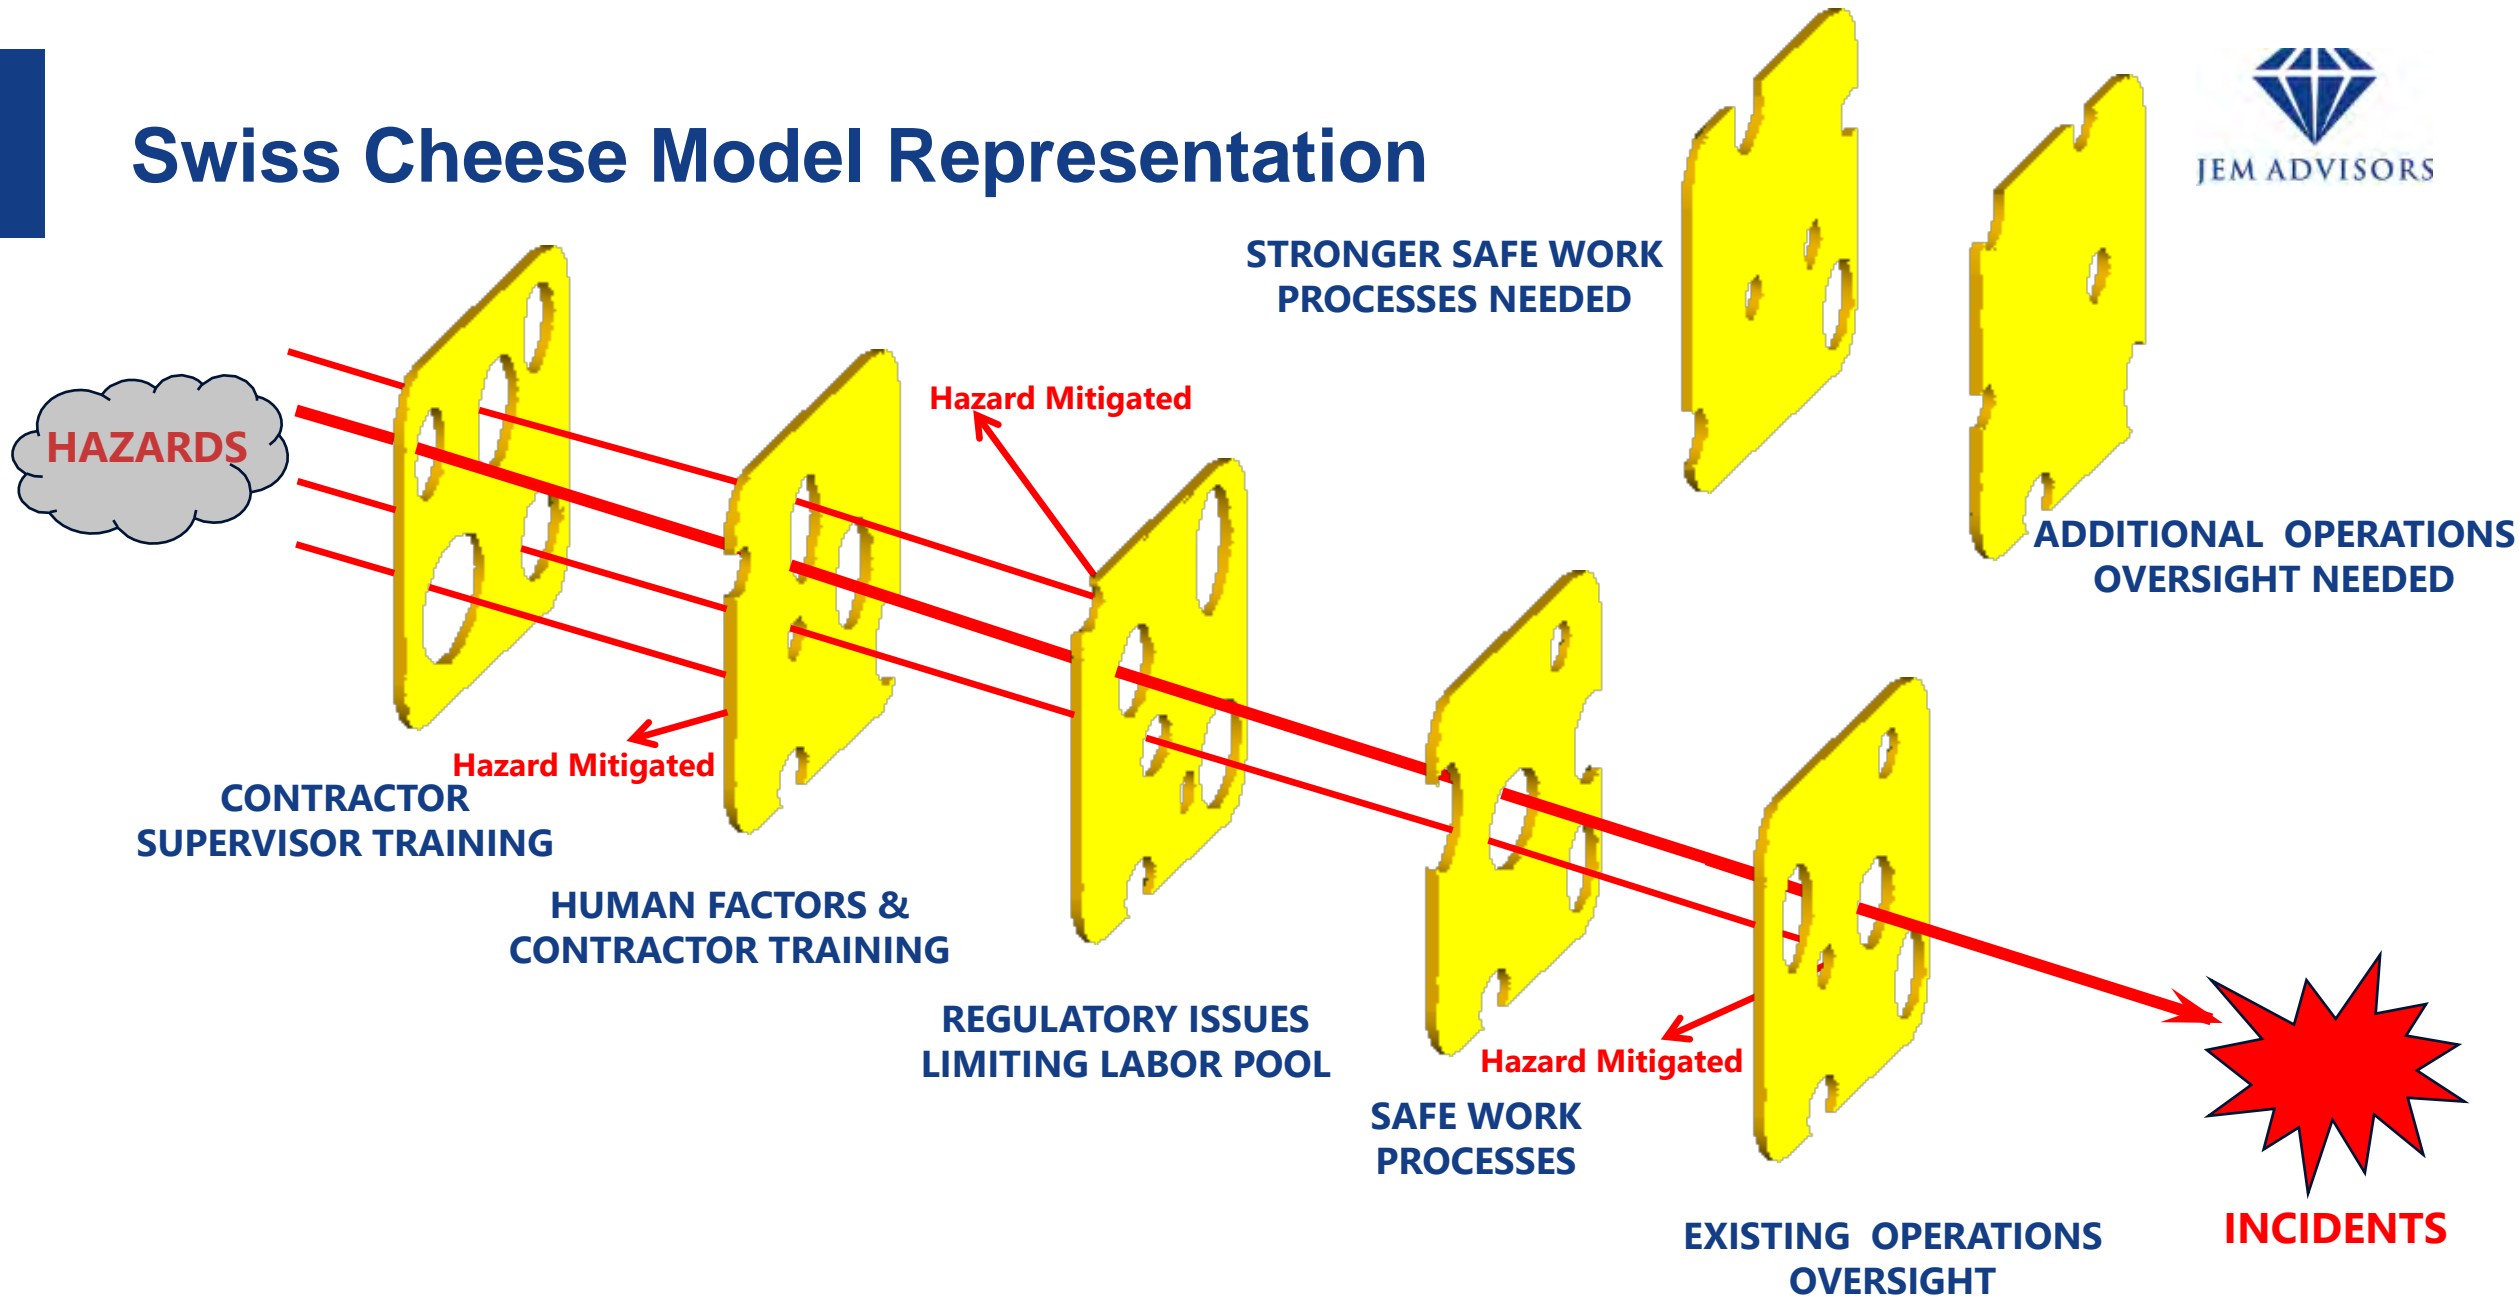 Swiss Cheese Model Representation
JEM ADVISORS
STRONGER SAFE WORK
PROCESSES NEEDED
HAZARDS
Hazard Mitigated
ADDITIONAL OPERATIONS
OVERSIGHT NEEDED
Hazard Mitigated
CONTRACTOR
SUPERVISOR TRAINING
HUMAN FACTORS &
CONTRACTOR TRAINING
REGULATORY ISSUES
LIMITING LABOR POOL
Hazard Mitigated
SAFE WORK
PROCESSES
EXISTING OPERATIONS
OVERSIGHT
INCIDENTS